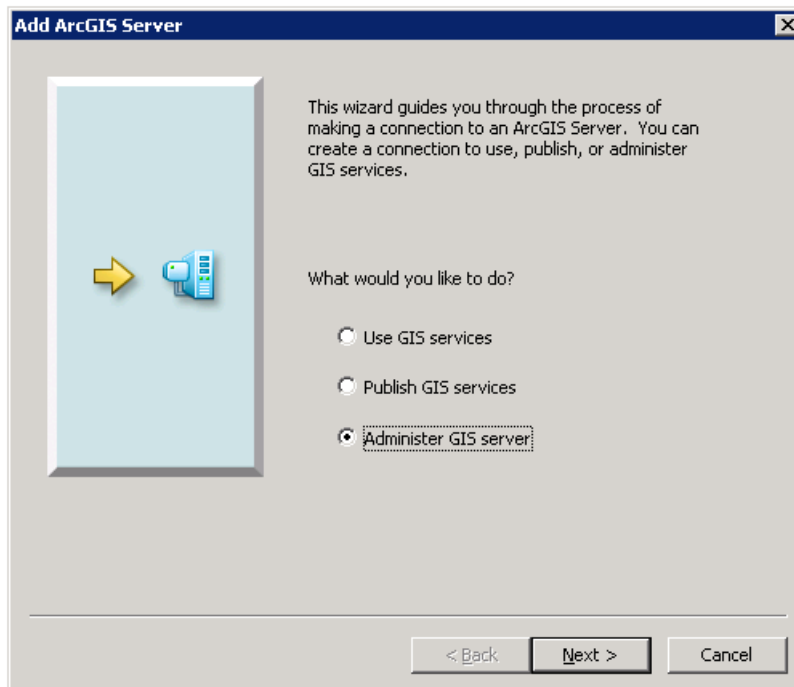 Add ArcGIS Server
This wizard guides you through the process of
making a connection to an ArcGIS Server.  You can
create a connection to use, publish, or administer
GIS services.
What would you like to do?
Use GIS services
Publish GIS services
Administer GIS server
< Back
Next >
Cancel